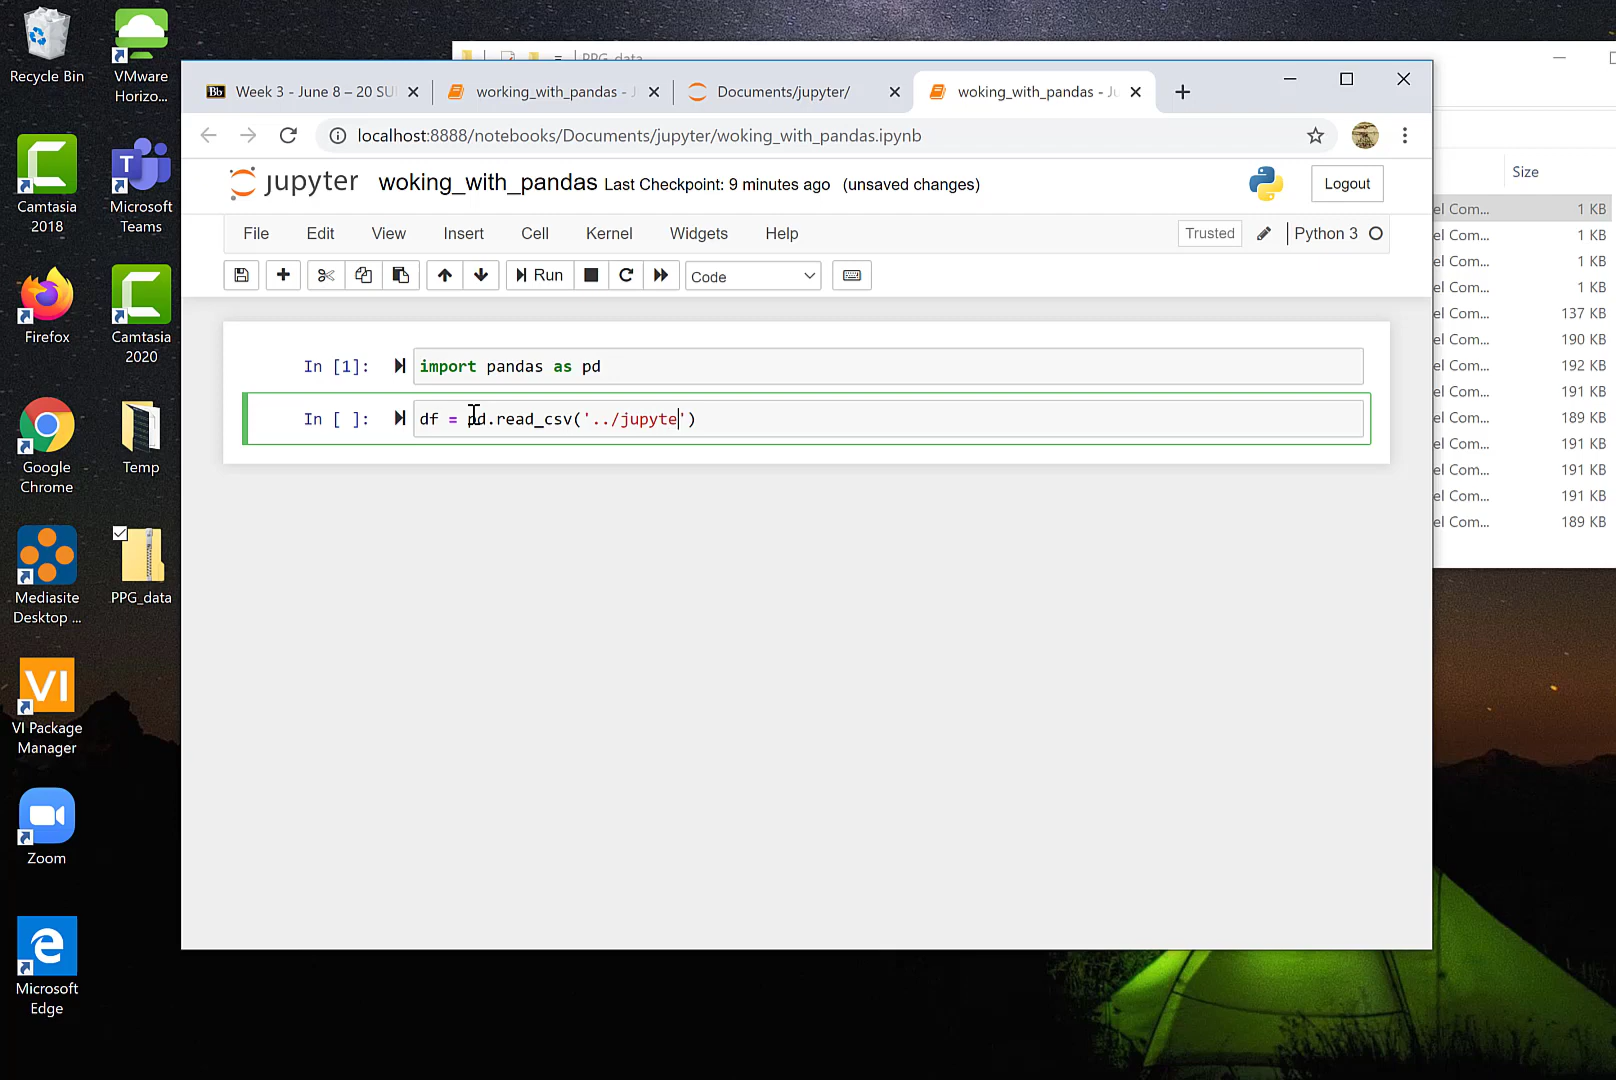 Recycle Bin
VMware
Horizo...
Camtasia
2018
Microsoft
Teams
Firefox
Camtasia
2020
Google
Chrome
Temp
Mediasite
Desktop ...
PPG_data
VI
VI Package
Manager
Zoom
Microsoft
Edge
PPG_data
Bb Week 3 - June 8 – 20 SU
working_with_pandas - J
Documents/jupyter/
woking_with_pandas - Ju
localhost:8888/notebooks/Documents/jupyter/woking_with_pandas.ipynb
jupyter woking_with_pandas Last Checkpoint: 9 minutes ago (unsaved changes)
Logout
File Edit View Insert Cell Kernel Widgets Help
Trusted Python 3
Run Code
In [1]: import pandas as pd
In [ ]: df = pd.read_csv('../jupyte')
Size
el Com... 1 KB
el Com... 1 KB
el Com... 1 KB
el Com... 1 KB
el Com... 137 KB
el Com... 190 KB
el Com... 192 KB
el Com... 191 KB
el Com... 189 KB
el Com... 191 KB
el Com... 191 KB
el Com... 191 KB
el Com... 189 KB